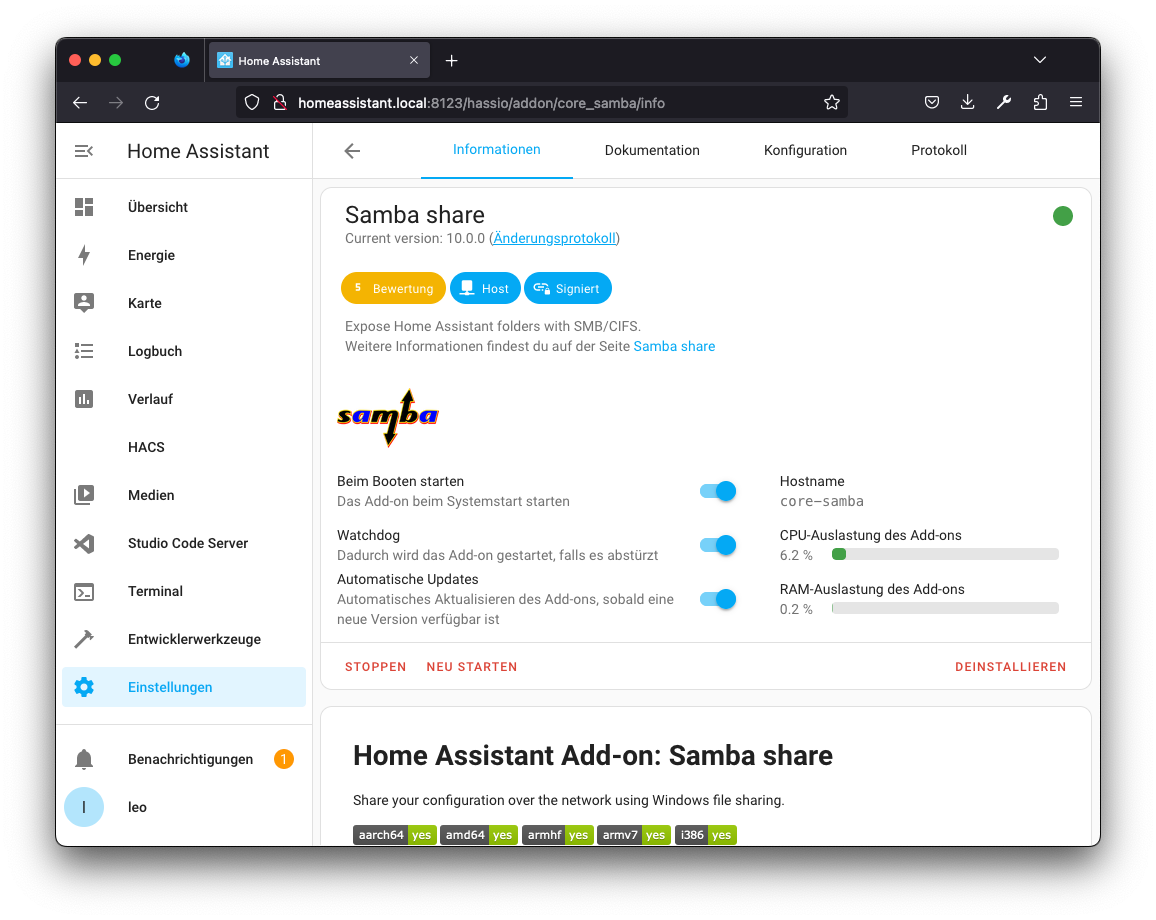 Home Assistant
homeassistant.local:8123/hassio/addon/core_samba/info
Home Assistant
Informationen
Dokumentation
Konfiguration
Protokoll
Übersicht
Energie
Karte
Logbuch
Verlauf
HACS
Medien
Studio Code Server
Terminal
Entwicklerwerkzeuge
Einstellungen
Benachrichtigungen 1
l leo
Samba share
Current version: 10.0.0 (Änderungsprotokoll)
5 Bewertung Host Signiert
Expose Home Assistant folders with SMB/CIFS.
Weitere Informationen findest du auf der Seite Samba share
samba
Beim Booten starten
Das Add-on beim Systemstart starten
Watchdog
Dadurch wird das Add-on gestartet, falls es abstürzt
Automatische Updates
Automatisches Aktualisieren des Add-ons, sobald eine
neue Version verfügbar ist
Hostname
core-samba
CPU-Auslastung des Add-ons
6.2 %
RAM-Auslastung des Add-ons
0.2 %
STOPPEN NEU STARTEN DEINSTALLIEREN
Home Assistant Add-on: Samba share
Share your configuration over the network using Windows file sharing.
aarch64 yes amd64 yes armhf yes armv7 yes i386 yes